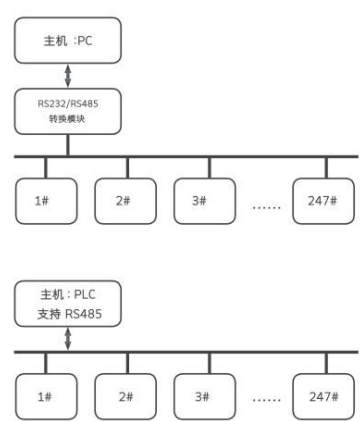 主机 :PC
RS232/RS485
转换模块
1#
2#
3#
......
247#
主机 : PLC
支持 RS485
1#
2#
3#
......
247#